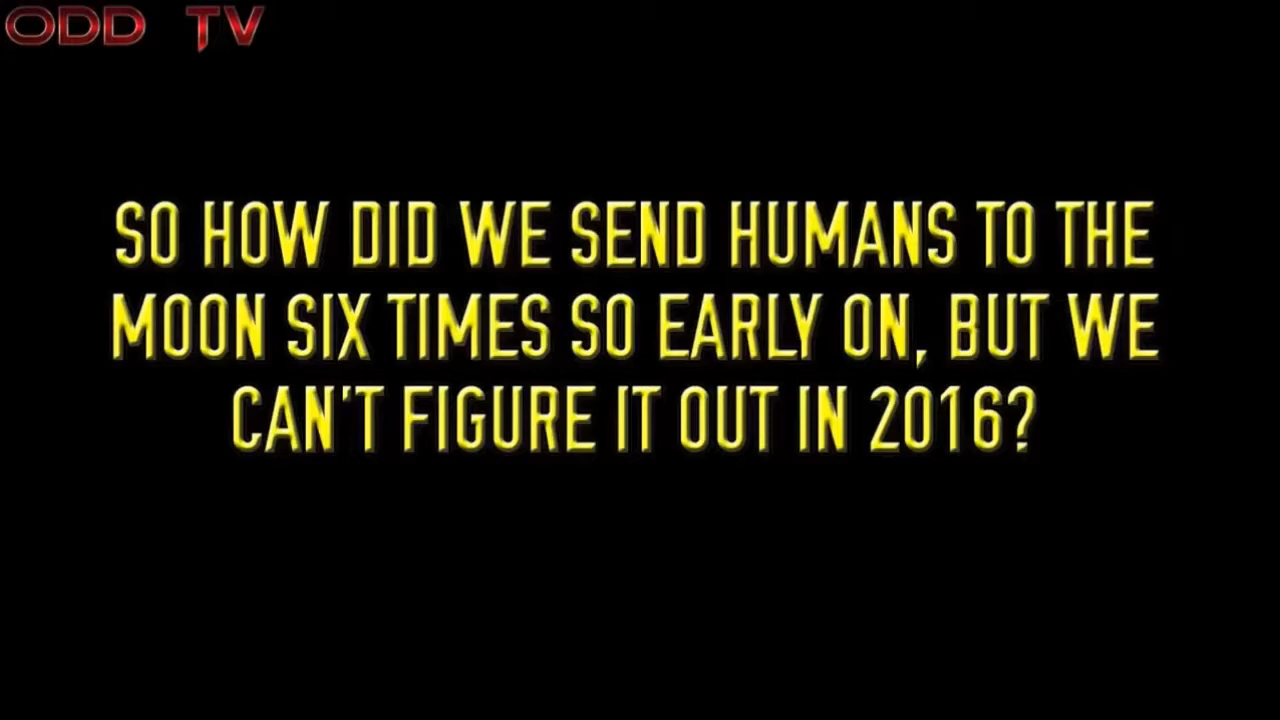 ODD TV
SO HOW DID WE SEND HUMANS TO THE
MOON SIX TIMES SO EARLY ON, BUT WE
CAN'T FIGURE IT OUT IN 2016?